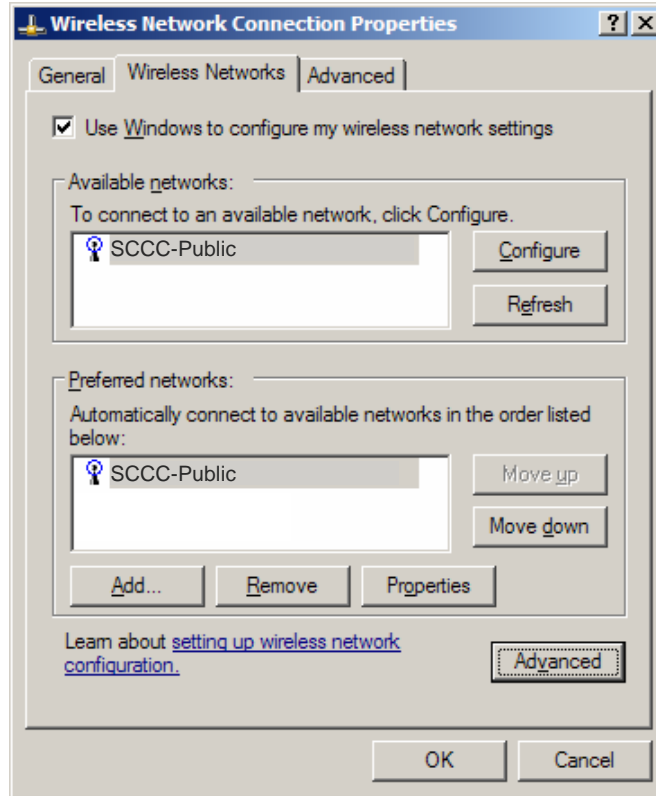 Wireless Network Connection Properties
General Wireless Networks Advanced
Use Windows to configure my wireless network settings
Available networks:
To connect to an available network, click Configure.
SCCC-Public
Configure
Refresh
Preferred networks:
Automatically connect to available networks in the order listed
below:
SCCC-Public
Move up
Move down
Add... Remove Properties
Learn about setting up wireless network
configuration.
Advanced
OK Cancel